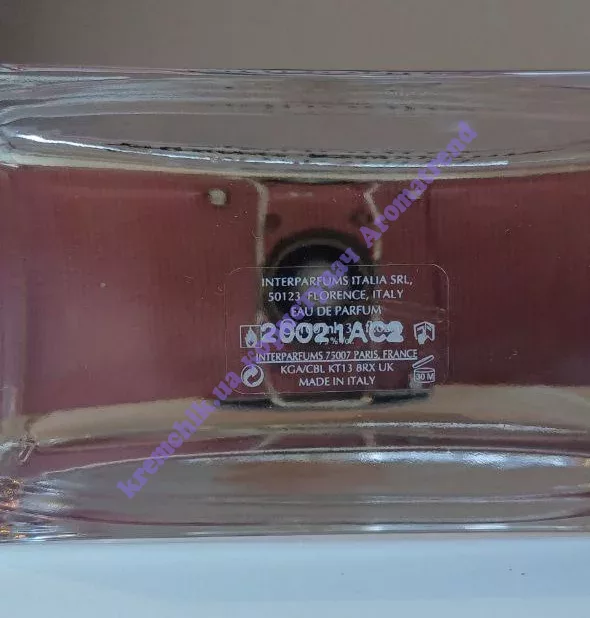 INTERPARFUMS ITALIA SRL,
50123 FLORENCE, ITALY
EAU DE PARFUM
20021AC2
INTERPARFUMS 75007 PARIS, FRANCE
KGA/CBL KT13 8RX UK
30 M
MADE IN ITALY
kremchik.ua
Aromatrend